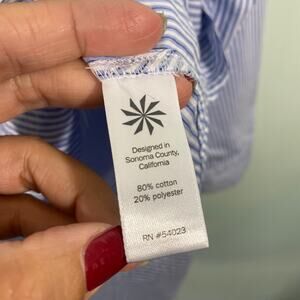 Designed in
Sonoma County,
California
80% cotton
20% polyester
RN #54023